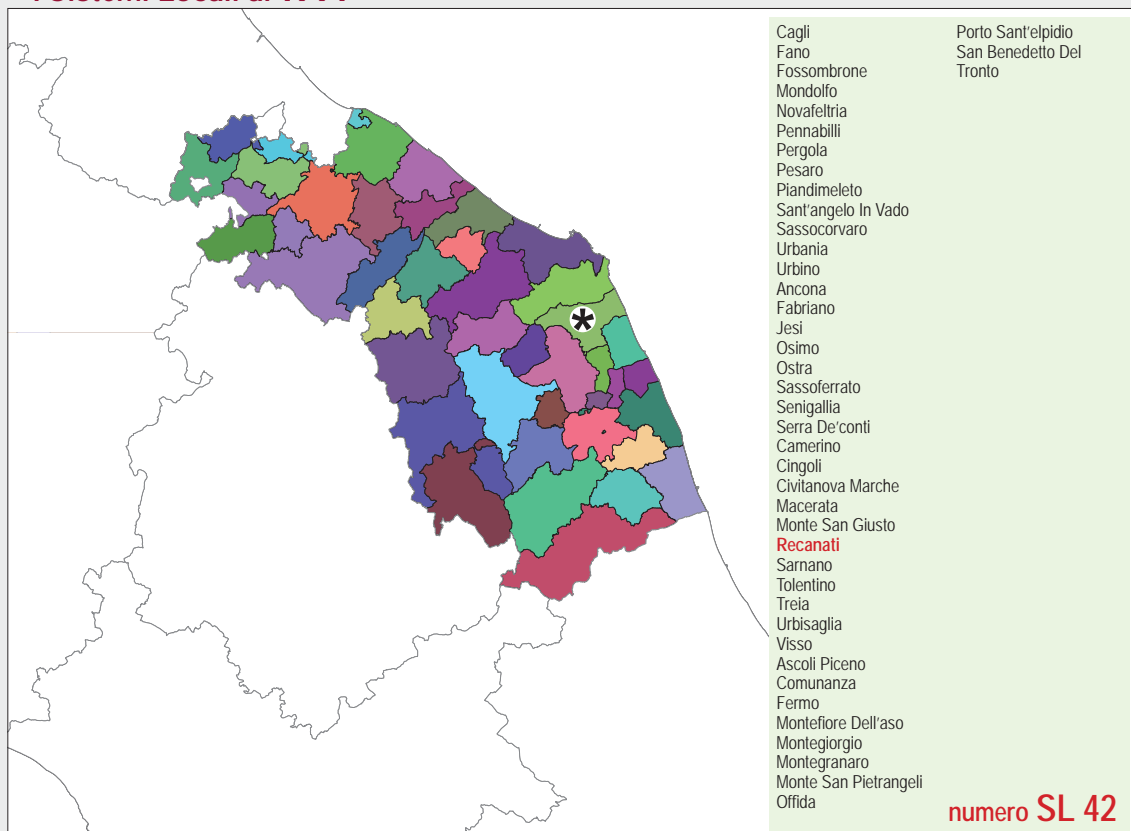 Cagli
Fano
Fossombrone
Mondolfo
Novafeltria
Pennabilli
Pergola
Pesaro
Piandimeleto
Sant'angelo In Vado
Sassocorvaro
Urbania
Urbino
Ancona
Fabriano
Jesi
Osimo
Ostra
Sassoferrato
Senigallia
Serra De'conti
Camerino
Cingoli
Civitanova Marche
Macerata
Monte San Giusto
Recanati
Sarnano
Tolentino
Treia
Urbisaglia
Visso
Ascoli Piceno
Comunanza
Fermo
Montefiore Dell'aso
Montegiorgio
Montegranaro
Monte San Pietrangeli
Offida
Porto Sant'elpidio
San Benedetto Del
Tronto
*
numero SL 42